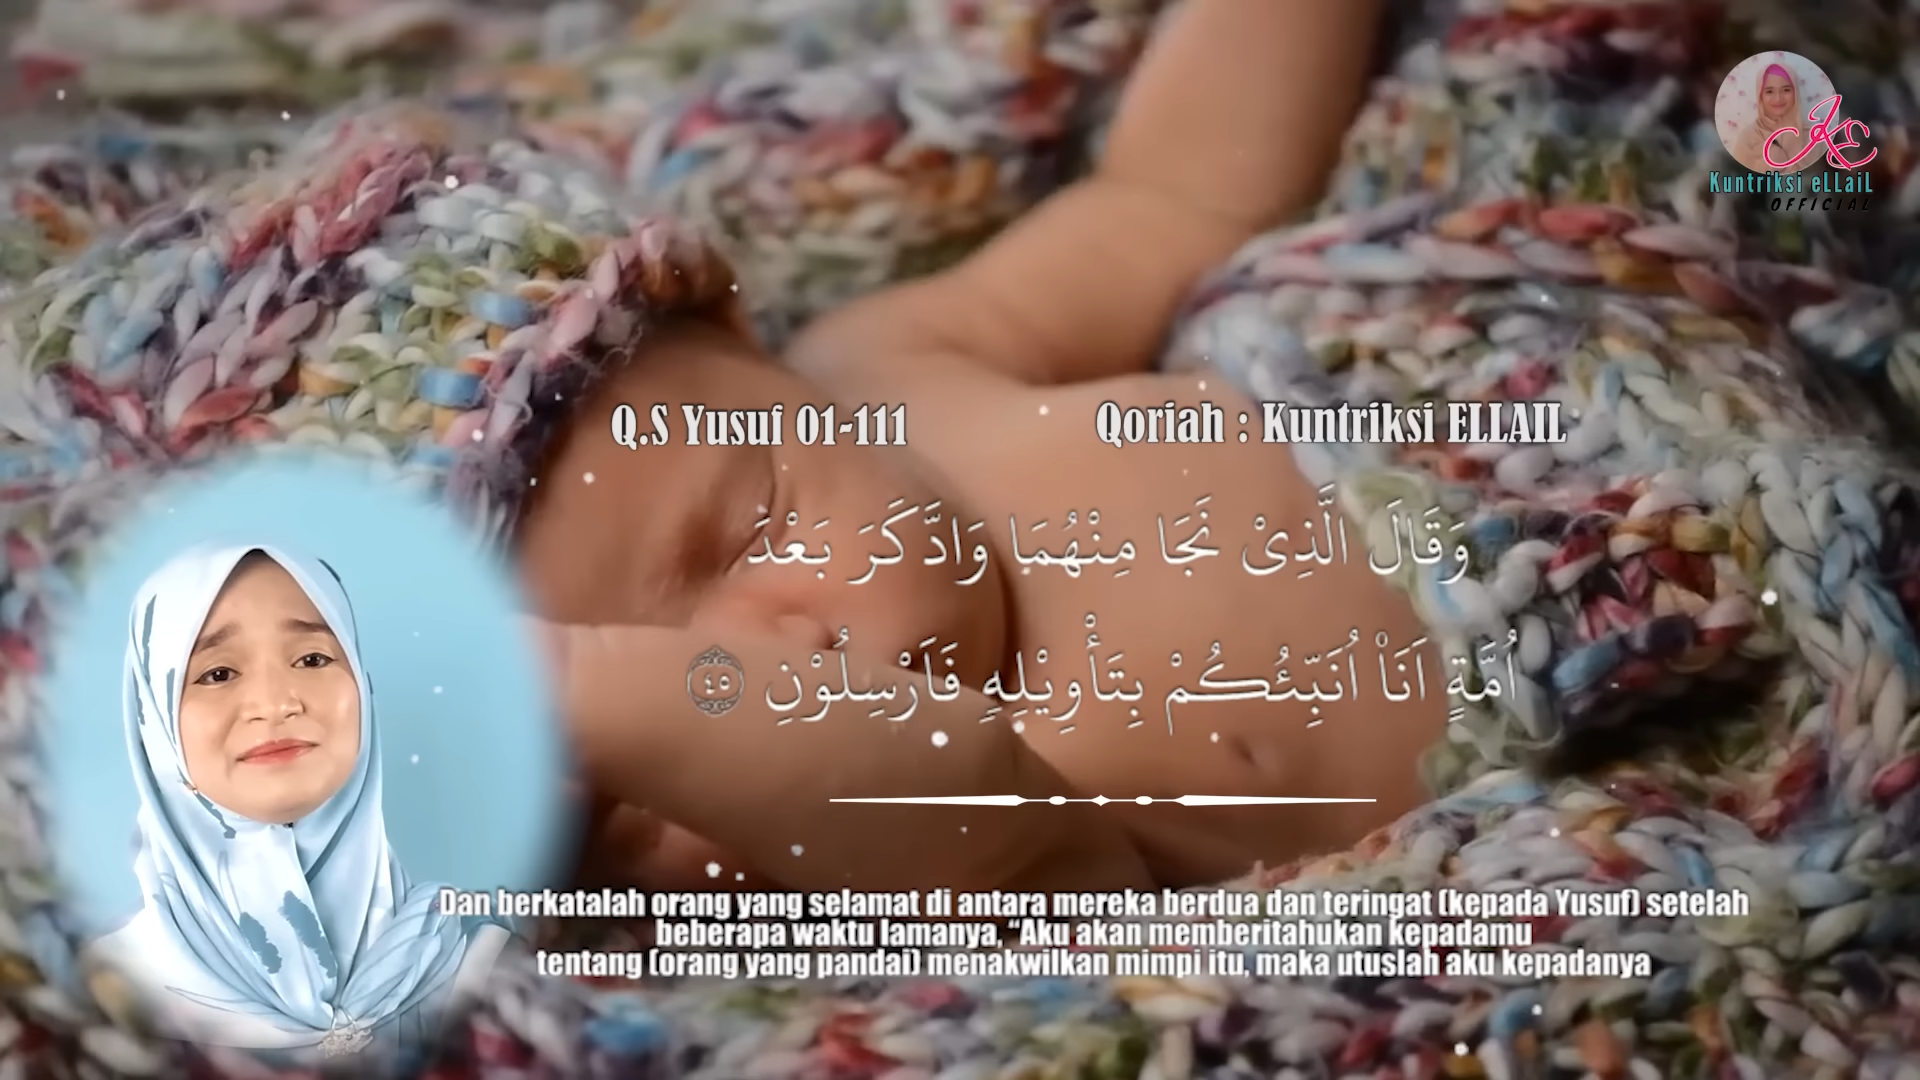 Kuntriksi eLLaiL
OFFICIAL
Q.S Yusuf 01-111
Qoriah : Kuntriksi ELLAIL
وَقَالَ الَّذِىْ نَجَا مِنْهُمَا وَادَّكَرَ بَعْدَ
اُمَّةٍ اَنَا۠ اُنَبِّئُكُمْ بِتَأْوِيْلِهٖ فَاَرْسِلُوْنِ ٤٥
Dan berkatalah orang yang selamat di antara mereka berdua dan teringat (kepada Yusuf) setelah
beberapa waktu lamanya, “Aku akan memberitahukan kepadamu
tentang (orang yang pandai) menakwilkan mimpi itu, maka utuslah aku kepadanya